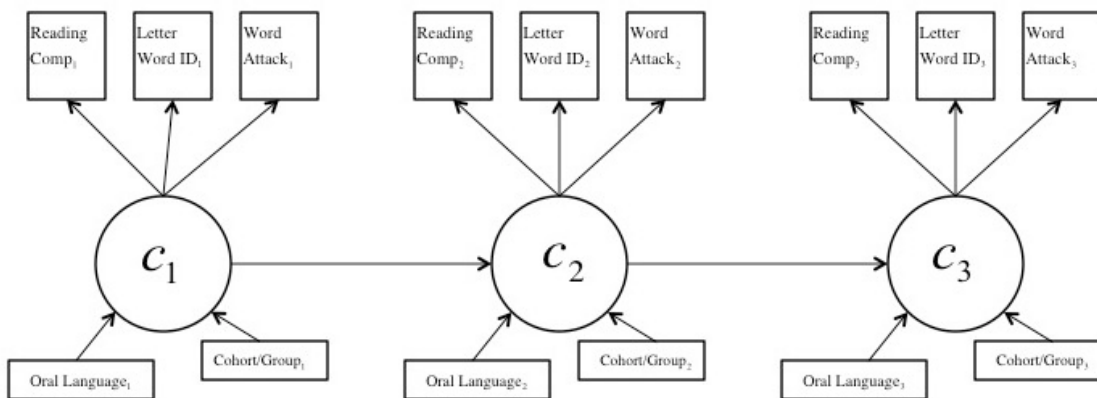 Reading
Comp₁
Letter
Word ID₁
Word
Attack₁
Reading
Comp₂
Letter
Word ID₂
Word
Attack₂
Reading
Comp₃
Letter
Word ID₃
Word
Attack₃
c₁
c₂
c₃
Oral Language₁
Cohort/Group₁
Oral Language₂
Cohort/Group₂
Oral Language₃
Cohort/Group₃